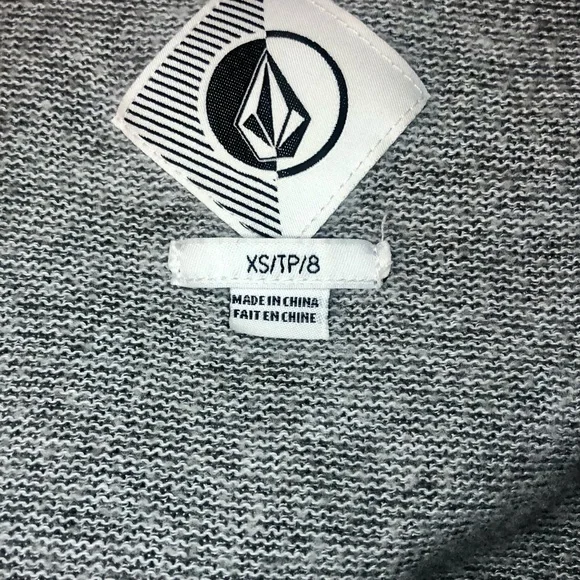 XS/TP/8
MADE IN CHINA
FAIT EN CHINE